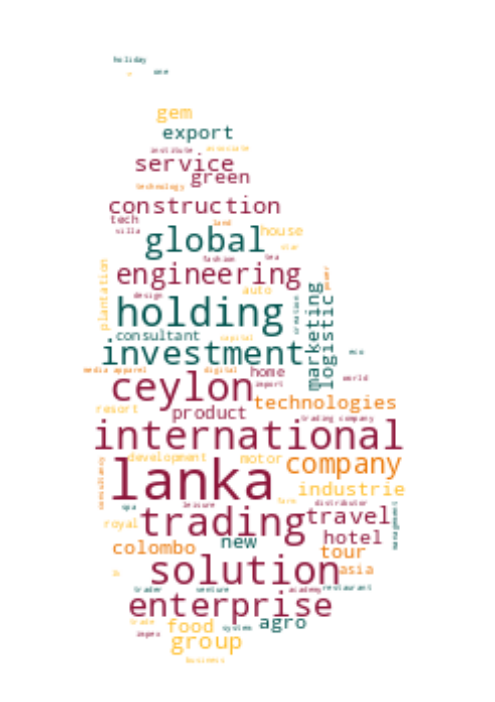 holiday
one
gem
export
institute associate
service
green
technology
construction
tech land
villa house
global
star
fashion tea
engineering
plantation power
design auto
marketing
logistic
holding
creation
consultant capital
investment
eco
media apparel digital home
world
ceylon import
technologies
resort product
trading company
international
development motor company
consultancy
lanka
industrie
spa leisure farm distributor
royal trading travel
management
new hotel
colombo tour
lk solution asia
trader venture academy restaurant
enterprise
trade food system agro
impex group
business